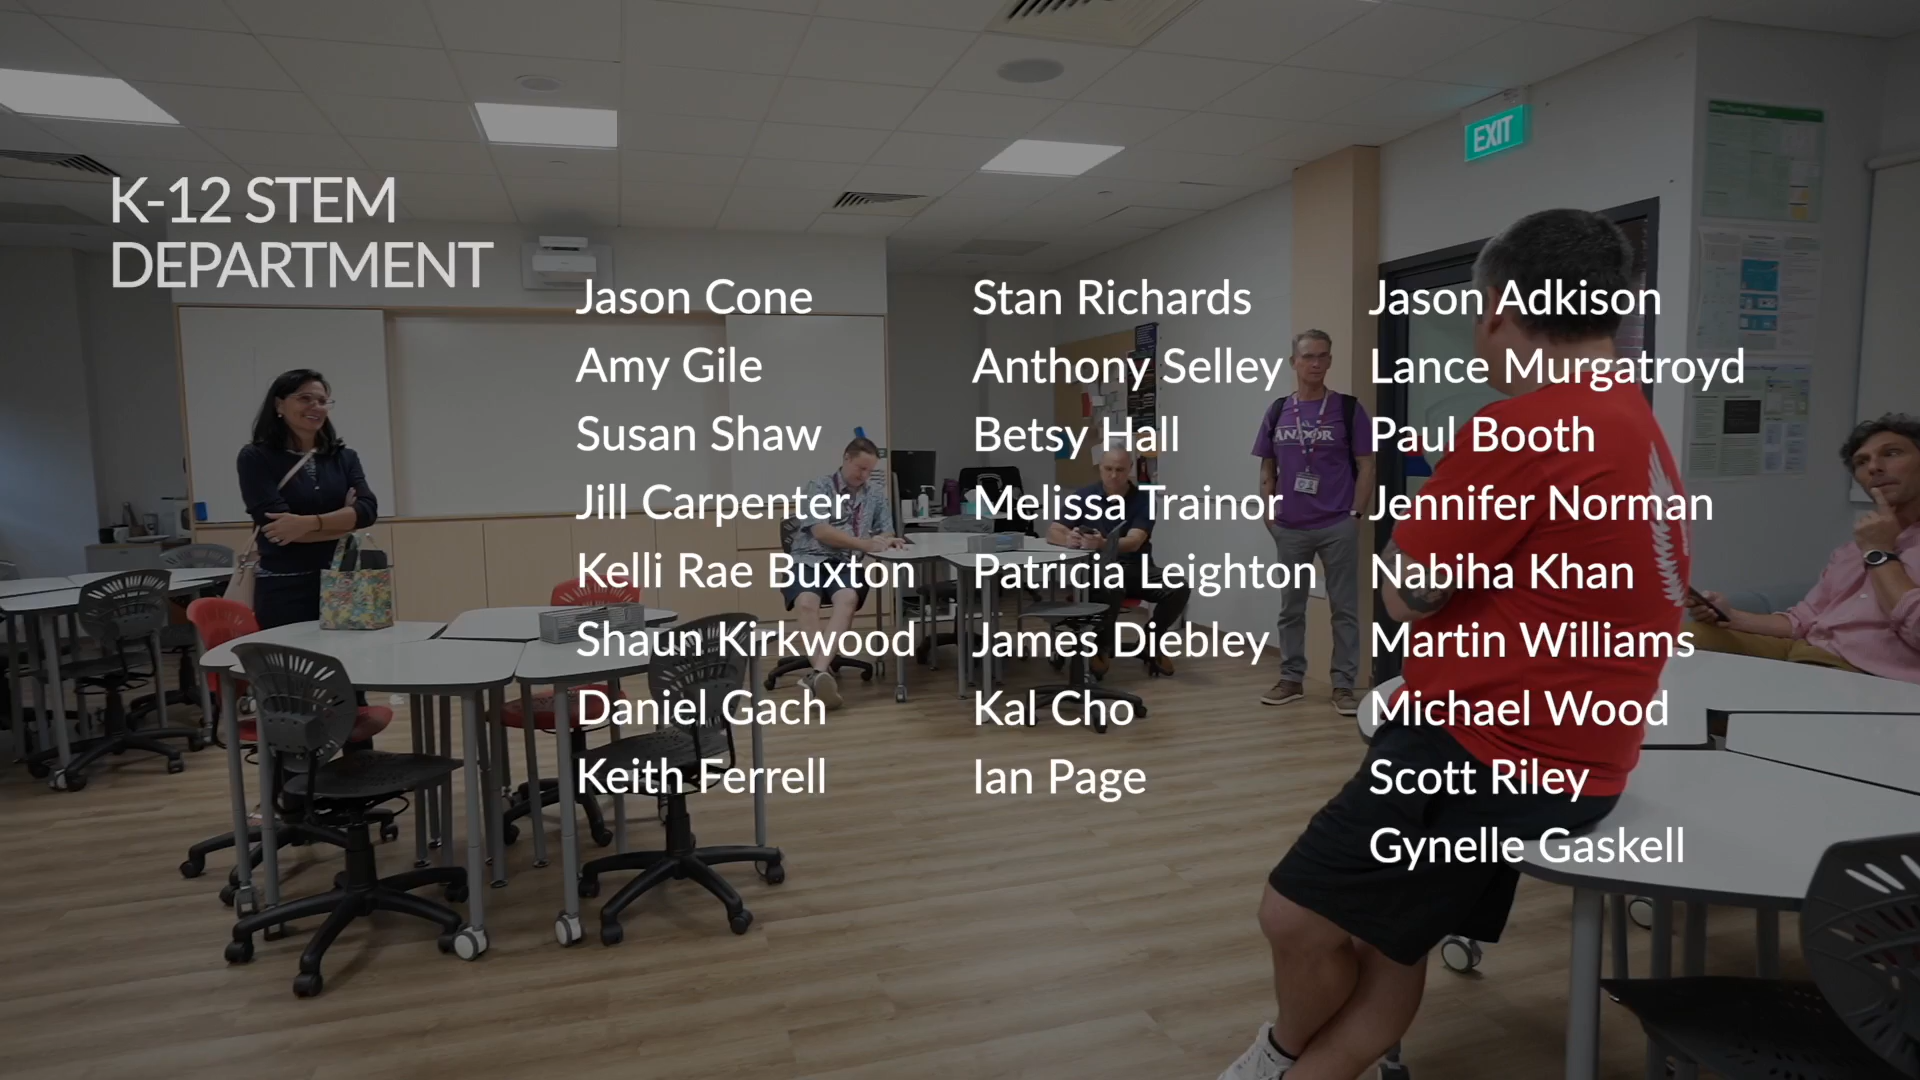 K-12 STEM
DEPARTMENT
Jason Cone
Amy Gile
Susan Shaw
Jill Carpenter
Kelli Rae Buxton
Shaun Kirkwood
Daniel Gach
Keith Ferrell
Stan Richards
Anthony Selley
Betsy Hall
Melissa Trainor
Patricia Leighton
James Diebley
Kal Cho
Ian Page
Jason Adkison
Lance Murgatroyd
Paul Booth
Jennifer Norman
Nabiha Khan
Martin Williams
Michael Wood
Scott Riley
Gynelle Gaskell
EXIT